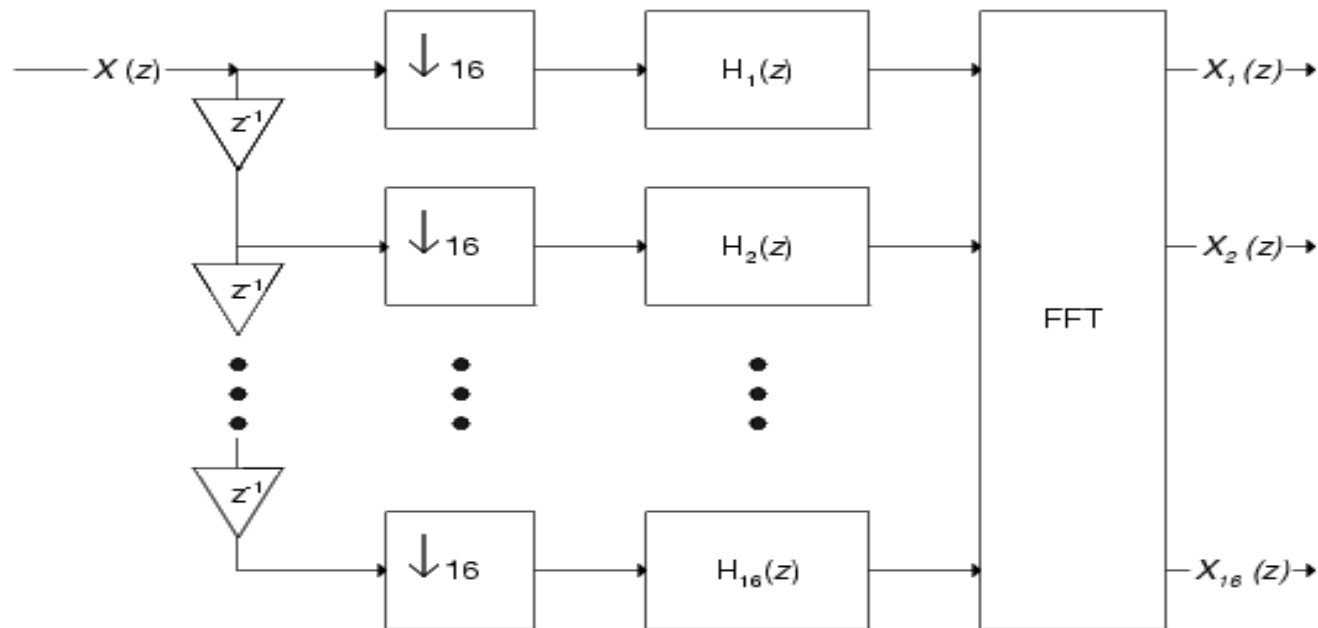 X (z) ↓ 16 H₁(z) X₁ (z)
z⁻¹
↓ 16 H₂(z) X₂ (z)
z⁻¹
FFT
z⁻¹
↓ 16 H₁₆(z) X₁₆ (z)